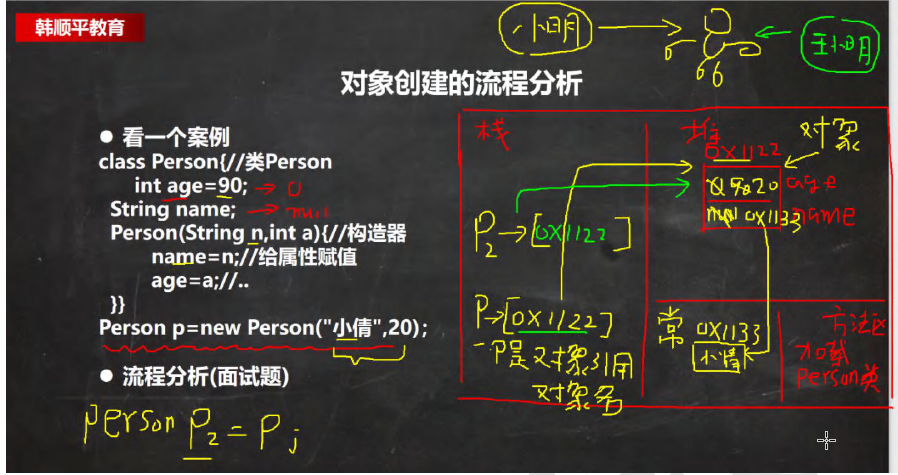 韩顺平教育
小明
王小明
对象创建的流程分析
● 看一个案例
class Person{//类Person
int age=90; → 0
String name; → null
Person(String n,int a){//构造器
name=n;//给属性赋值
age=a;//..
}}
Person p=new Person("小倩",20);
● 流程分析(面试题)
Person P2 = P;
栈
P2→[0X1122]
P→[0X1122]
P是对象引用
对象名
堆
对象
0X1122
20 age
null 0X1133 name
常
0X1133
小倩
方法区
加载
Person类